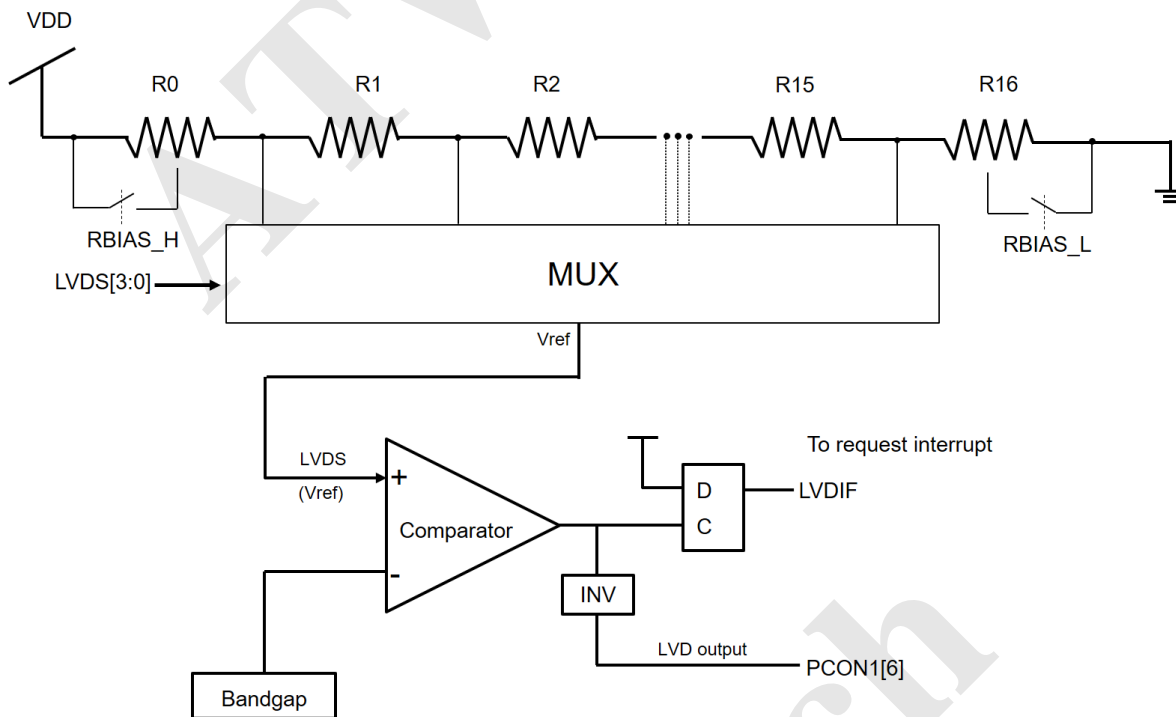 VDD
R0 R1 R2 R15 R16
RBIAS_H
RBIAS_L
LVDS[3:0]
MUX
Vref
LVDS
(Vref)
+
Comparator
-
Bandgap
To request interrupt
D
C
LVDIF
INV
LVD output
PCON1[6]